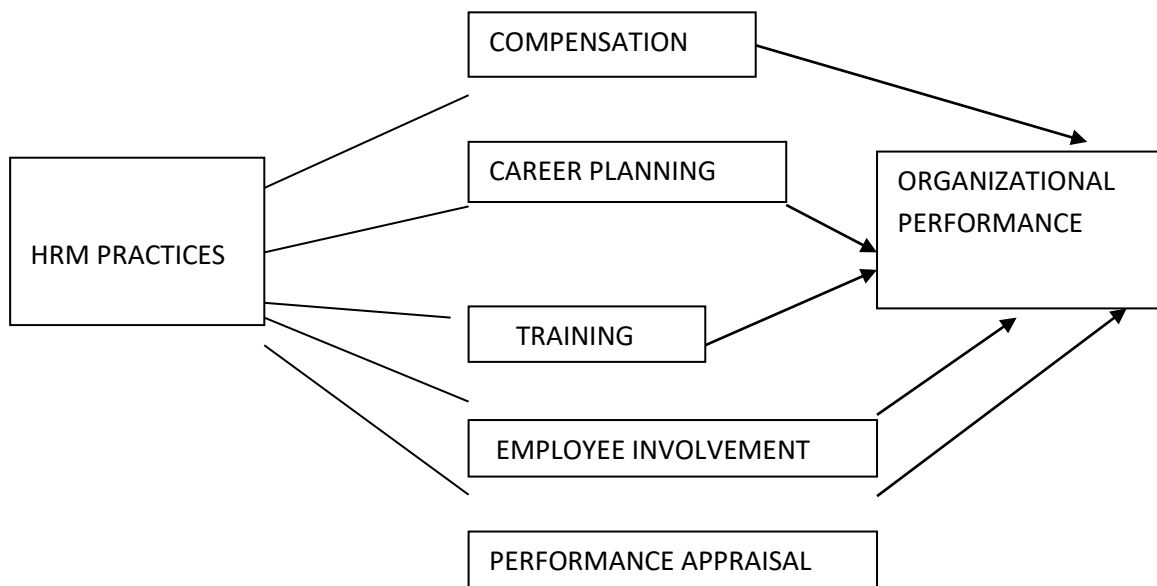 COMPENSATION
CAREER PLANNING
ORGANIZATIONAL
PERFORMANCE
HRM PRACTICES
TRAINING
EMPLOYEE INVOLVEMENT
PERFORMANCE APPRAISAL